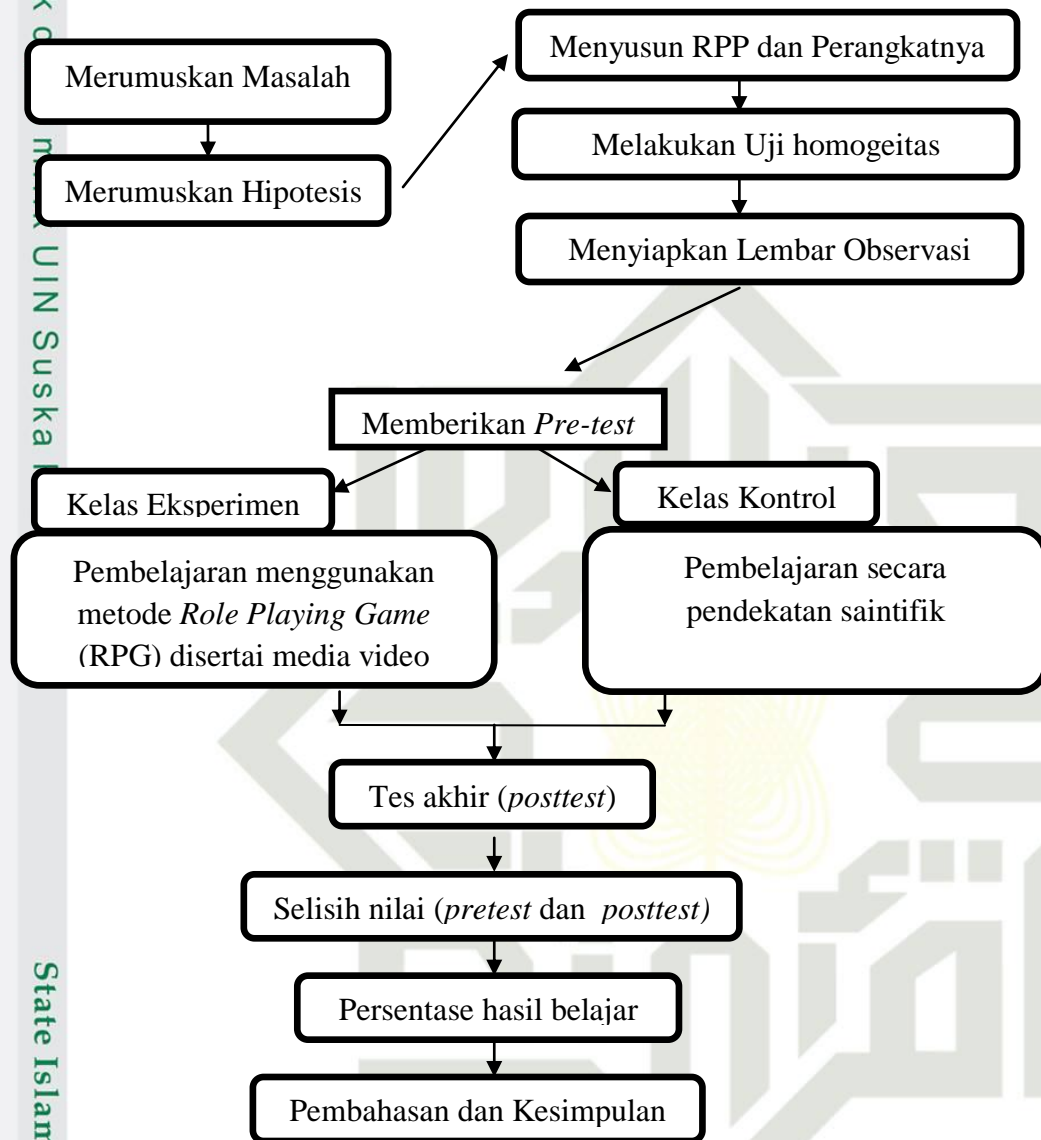 Merumuskan Masalah
Merumuskan Hipotesis
Menyusun RPP dan Perangkatnya
Melakukan Uji homogeitas
Menyiapkan Lembar Observasi
Memberikan Pre-test
Kelas Eksperimen
Pembelajaran menggunakan
metode Role Playing Game
(RPG) disertai media video
Kelas Kontrol
Pembelajaran secara
pendekatan saintifik
Tes akhir (posttest)
Selisih nilai (pretest dan posttest)
Persentase hasil belajar
Pembahasan dan Kesimpulan
UIN Suska
State Islam